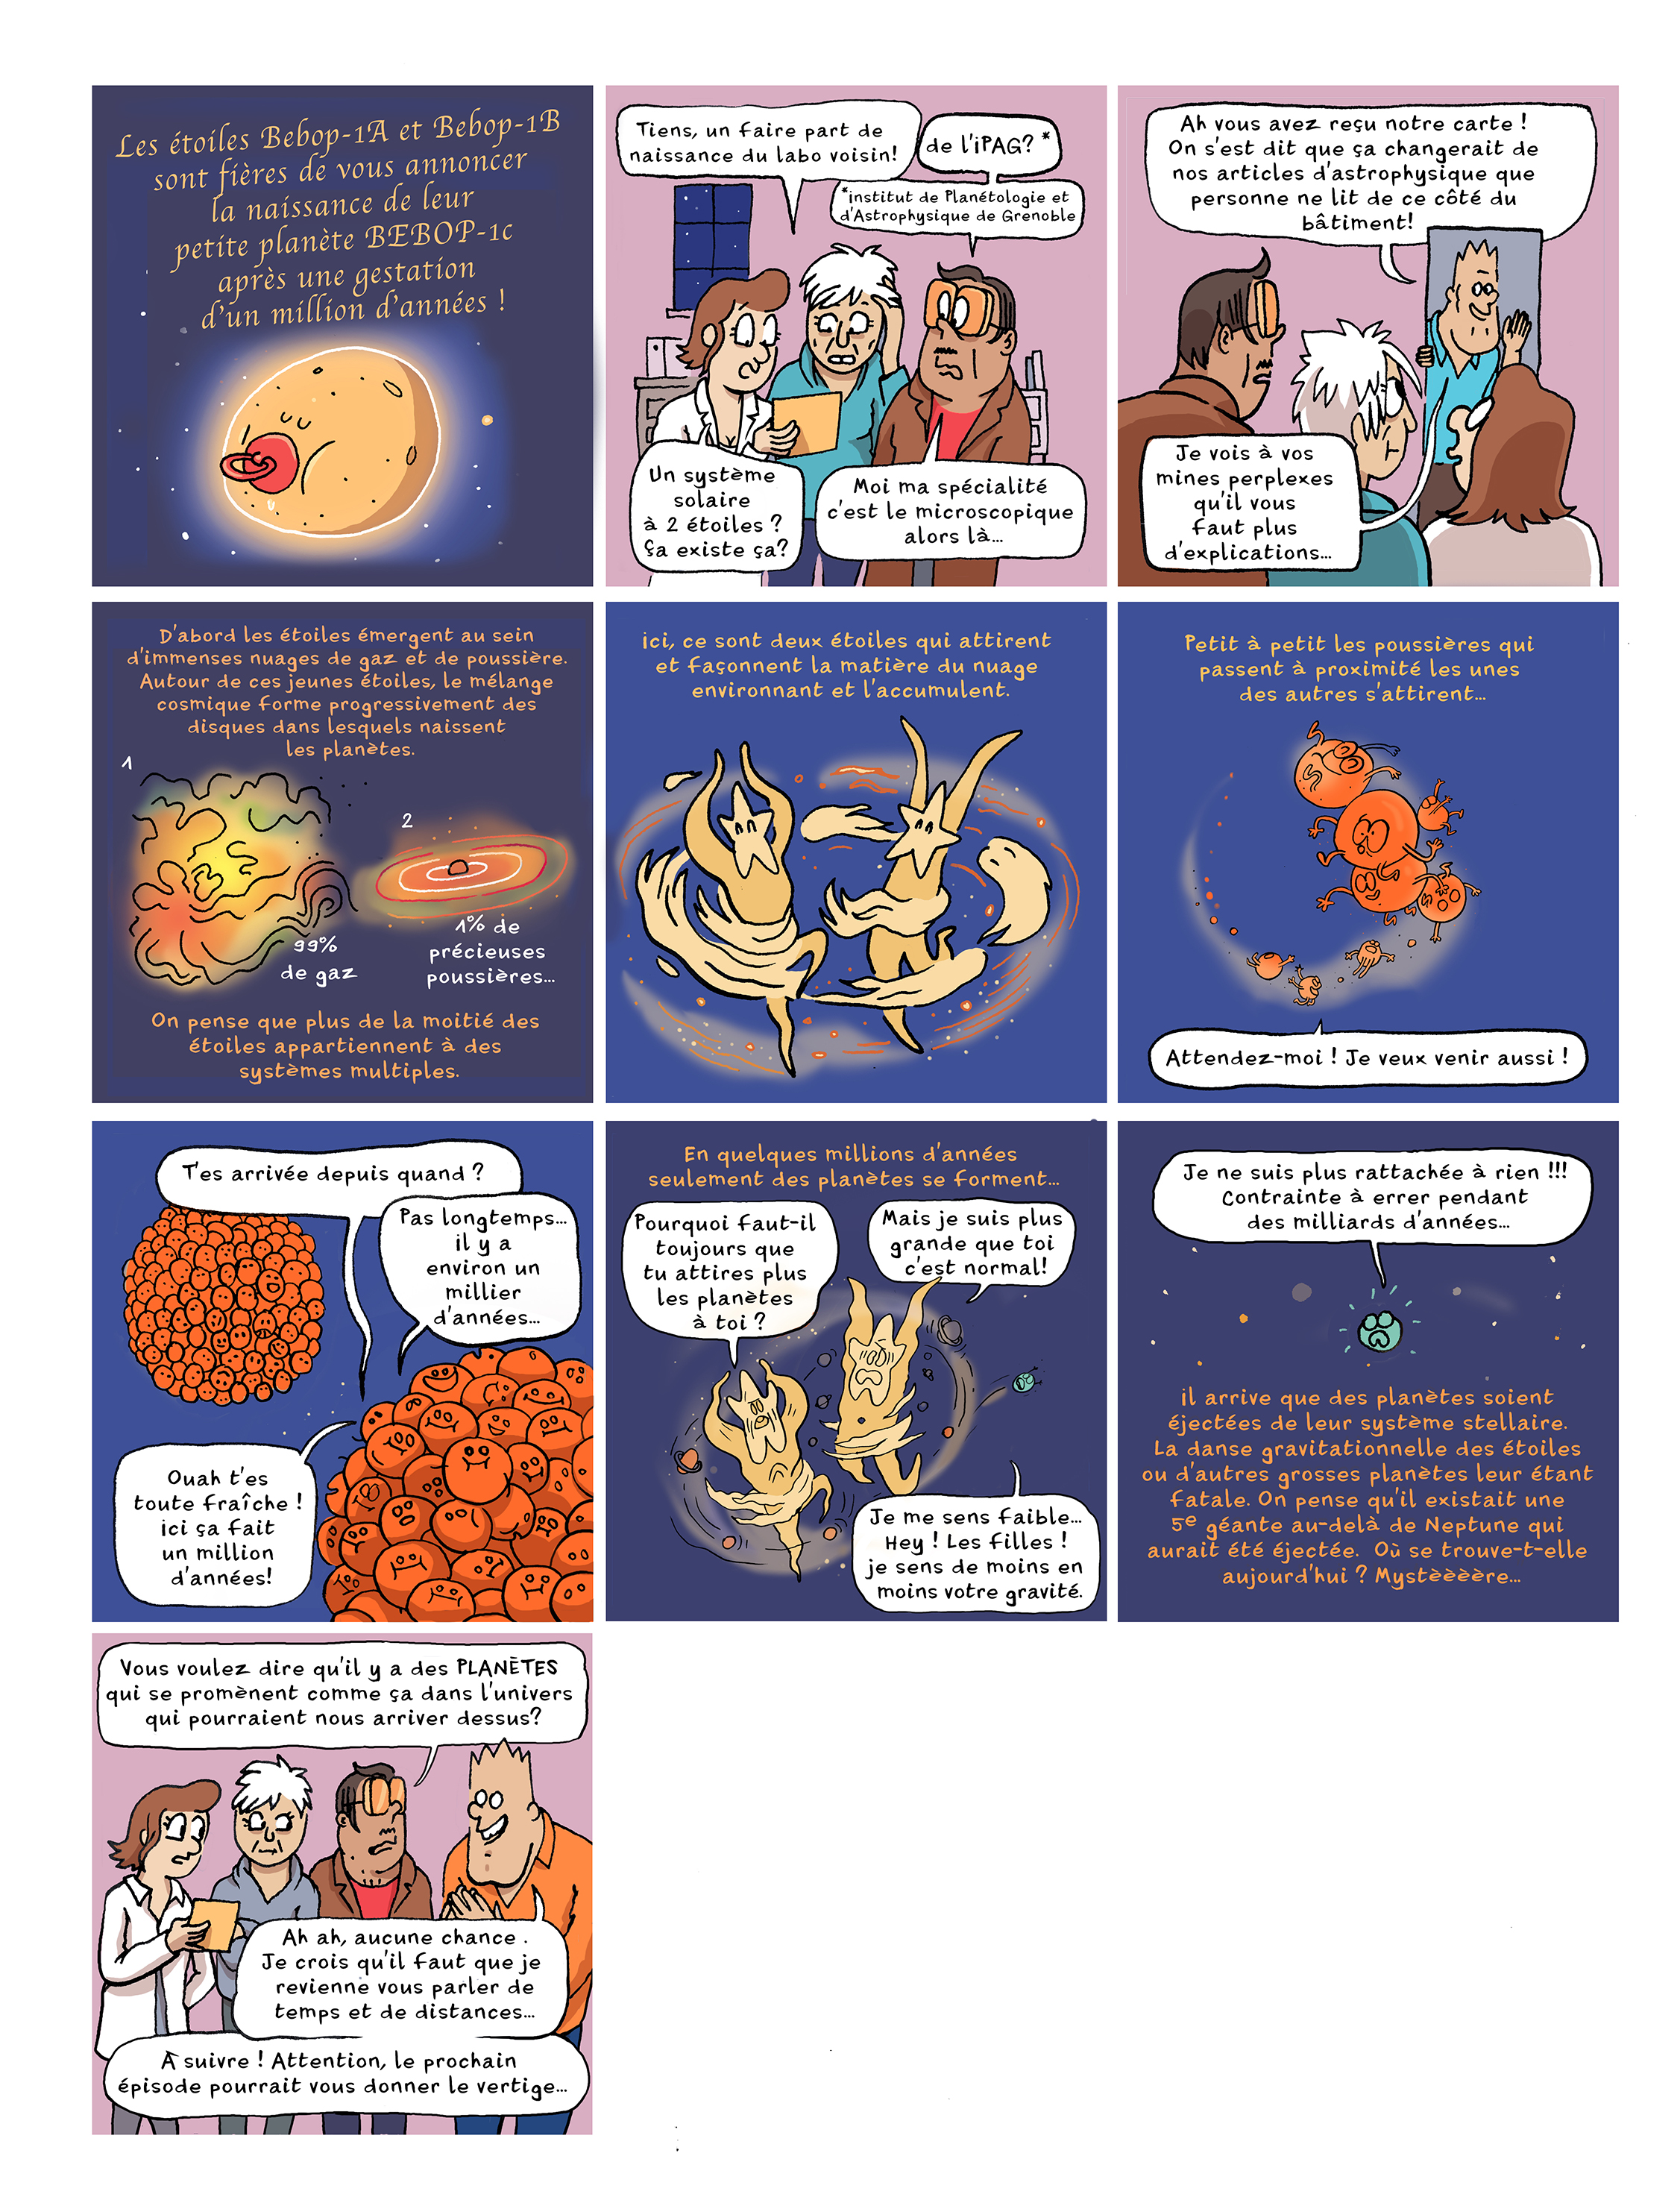 Les étoiles Bebop-1A et Bebop-1B
sont fières de vous annoncer
la naissance de leur
petite planète BEBOP-1c
après une gestation
d'un million d'années !
Tiens, un faire part de
naissance du labo voisin!
de l'iPAG? *
*institut de Planétologie et
d'Astrophysique de Grenoble
Un système
solaire
à 2 étoiles ?
Ça existe ça?
Moi ma spécialité
c'est le microscopique
alors là...
Ah vous avez reçu notre carte !
On s'est dit que ça changerait de
nos articles d'astrophysique que
personne ne lit de ce côté du
bâtiment!
Je vois à vos
mines perplexes
qu'il vous
faut plus
d'explications...
D'abord les étoiles émergent au sein
d'immenses nuages de gaz et de poussière.
Autour de ces jeunes étoiles, le mélange
cosmique forme progressivement des
disques dans lesquels naissent
les planètes.
1
2
99%
de gaz
1% de
précieuses
poussières...
On pense que plus de la moitié des
étoiles appartiennent à des
systèmes multiples.
ici, ce sont deux étoiles qui attirent
et façonnent la matière du nuage
environnant et l'accumulent.
Petit à petit les poussières qui
passent à proximité les unes
des autres s'attirent...
Attendez-moi ! Je veux venir aussi !
T'es arrivée depuis quand ?
Pas longtemps...
il y a
environ un
millier
d'années...
Ouah t'es
toute fraîche !
ici ça fait
un million
d'années!
En quelques millions d'années
seulement des planètes se forment...
Pourquoi faut-il
toujours que
tu attires plus
les planètes
à toi ?
Mais je suis plus
grande que toi
c'est normal!
Je me sens faible...
Hey ! Les filles !
je sens de moins en
moins votre gravité.
Je ne suis plus rattachée à rien !!!
Contrainte à errer pendant
des milliards d'années...
il arrive que des planètes soient
éjectées de leur système stellaire.
La danse gravitationnelle des étoiles
ou d'autres grosses planètes leur étant
fatale. On pense qu'il existait une
5e géante au-delà de Neptune qui
aurait été éjectée. Où se trouve-t-elle
aujourd'hui ? Mystèèèère...
Vous voulez dire qu'il y a des PLANÈTES
qui se promènent comme ça dans l'univers
qui pourraient nous arriver dessus?
Ah ah, aucune chance .
Je crois qu'il faut que je
revienne vous parler de
temps et de distances...
À suivre ! Attention, le prochain
épisode pourrait vous donner le vertige...